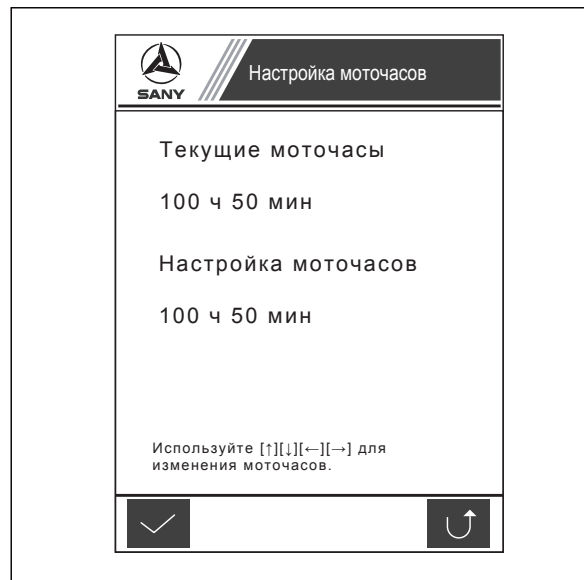 SANY
Настройка моточасов
Текущие моточасы
100 ч 50 мин
Настройка моточасов
100 ч 50 мин
Используйте [↑][↓][←][→] для
изменения моточасов.